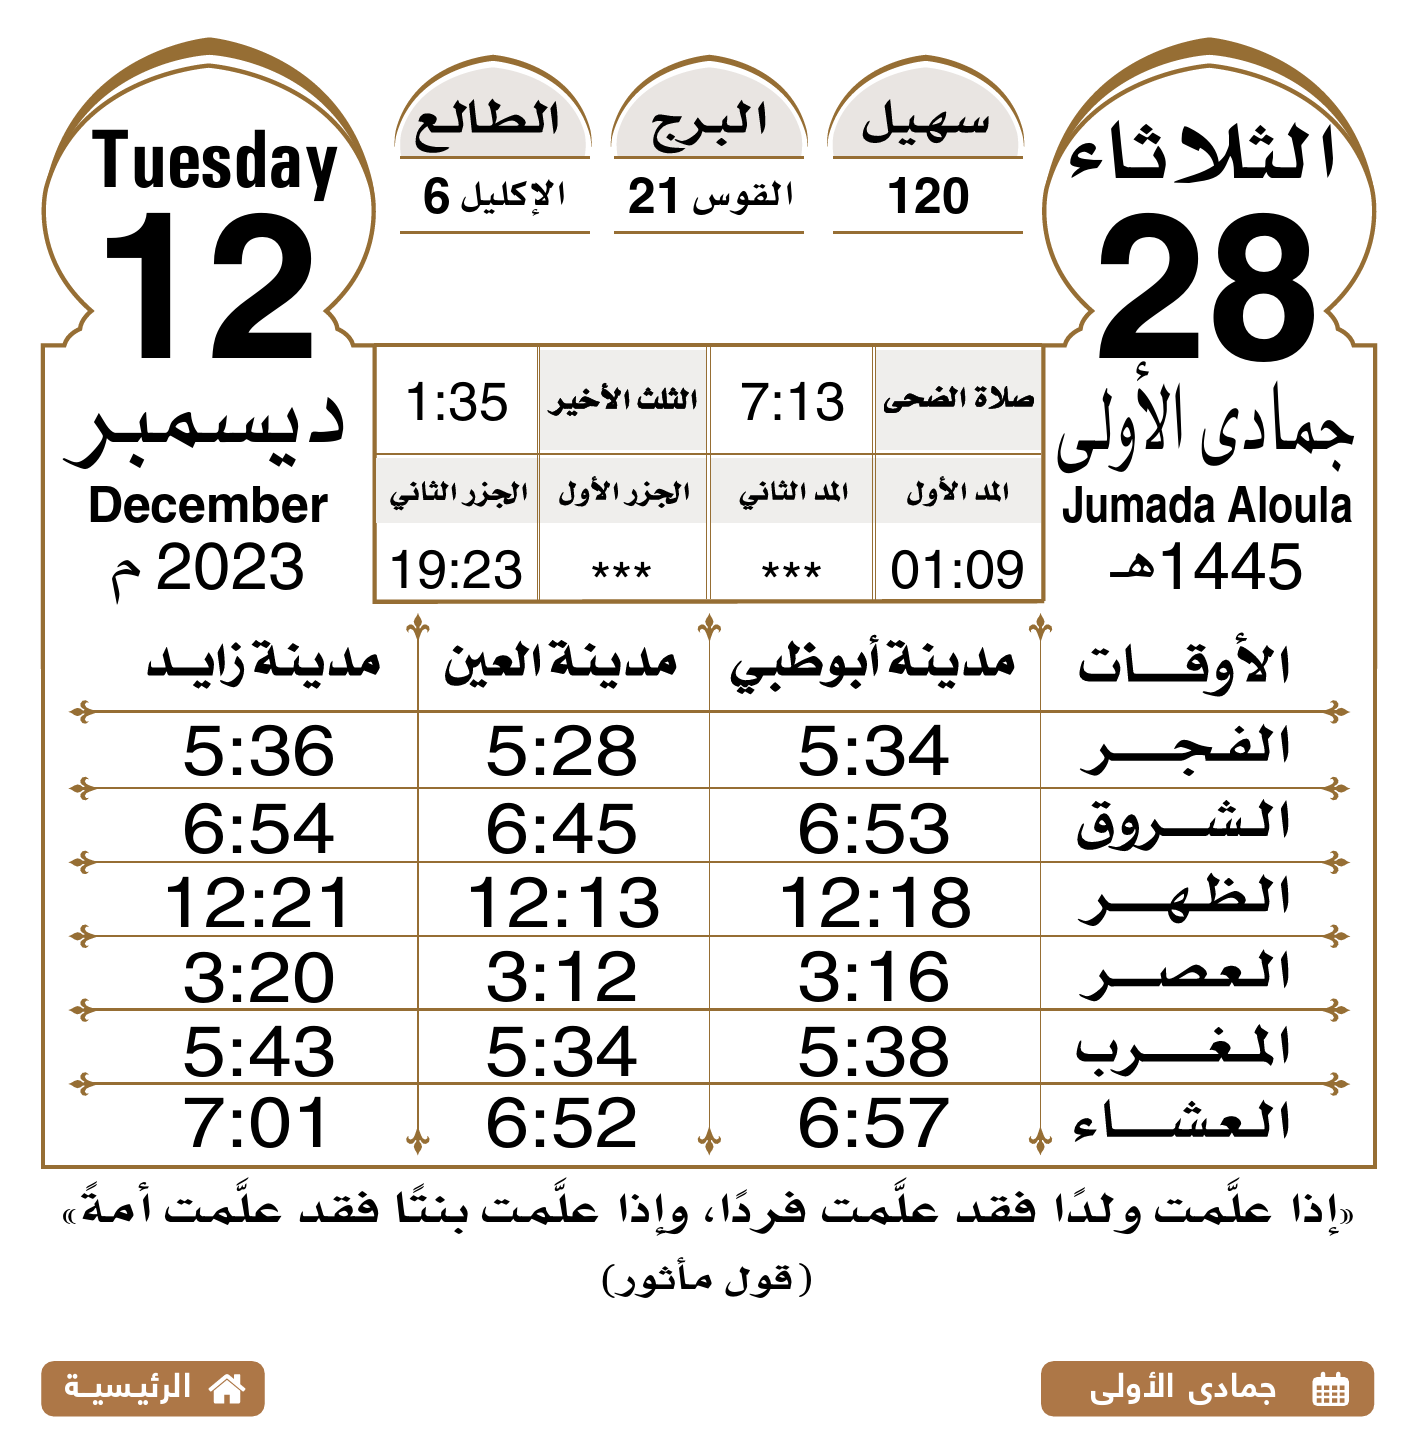 الثلاثاء
28
جمادى الأولى
Jumada Aloula
1445هـ
سهيل
120
البرج
القوس 21
الطالع
الإكليل 6
Tuesday
12
ديسمبر
December
2023 م
صلاة الضحى 7:13 الثلث الأخير 1:35
المد الأول المد الثاني الجزر الأول الجزر الثاني
01:09 *** *** 19:23
الأوقات مدينة أبوظبي مدينة العين مدينة زايد
الفجر 5:34 5:28 5:36
الشروق 6:53 6:45 6:54
الظهر 12:18 12:13 12:21
العصر 3:16 3:12 3:20
المغرب 5:38 5:34 5:43
العشاء 6:57 6:52 7:01
«إذا علَّمت ولدًا فقد علَّمت فردًا، وإذا علَّمت بنتًا فقد علَّمت أمةً»
(قول مأثور)
جمادى الأولى
الرئيسية